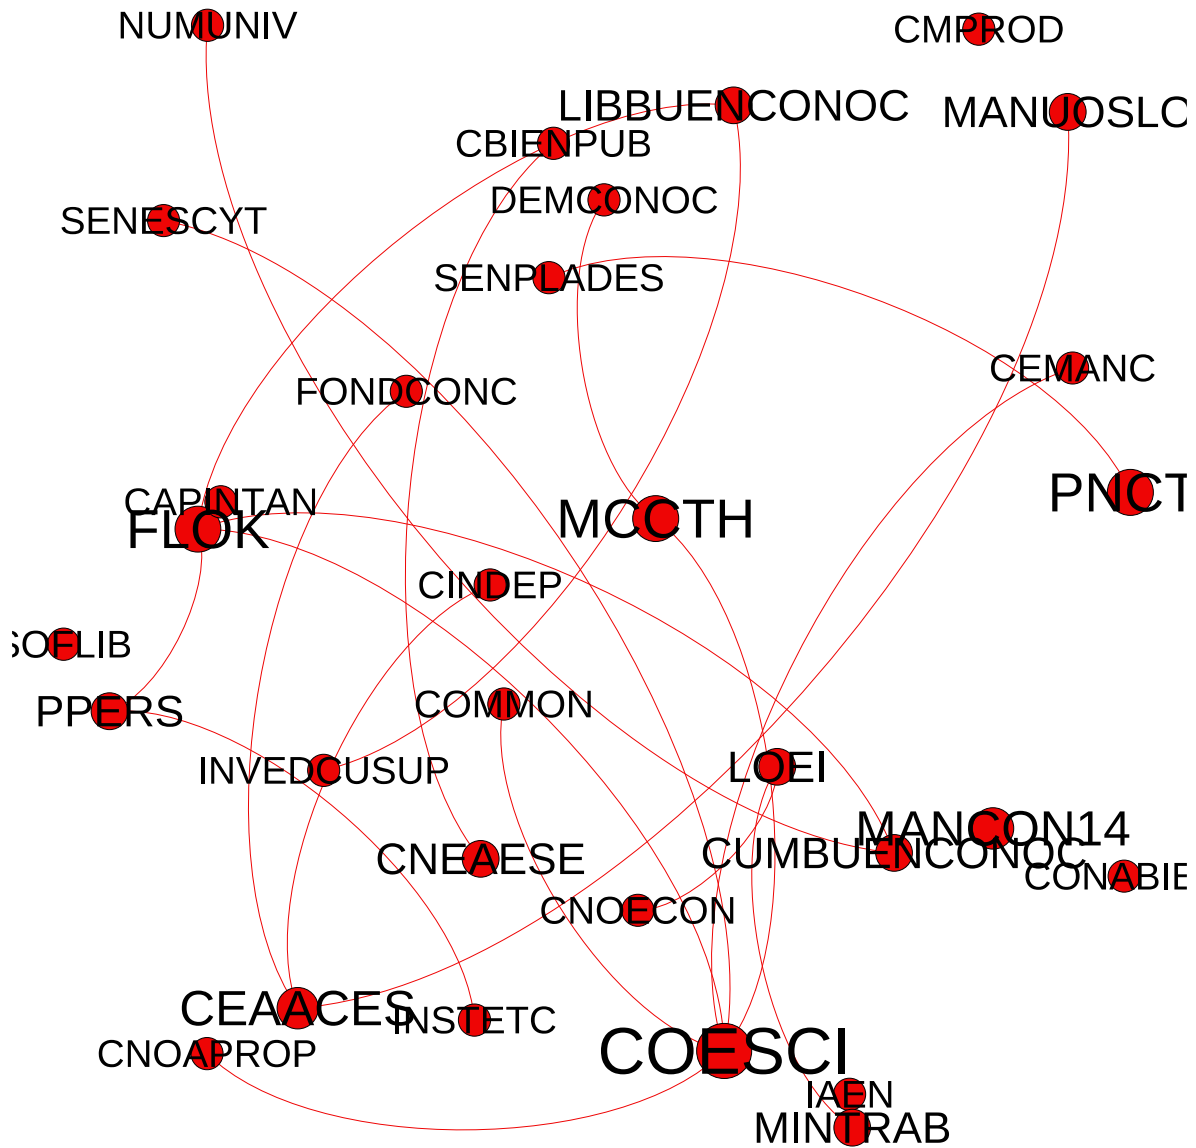 NUMUNIV
CMPROD
LIBBUENCONOC
MANUOSLO
CBIENPUB
DEMCONOC
SENESCYT
SENPLADES
CEMANC
FONDCONC
CAPINTAN
PNCT
MCCTH
FLOK
CINDEP
SOFLIB
COMMON
PPERS
LOEI
INVEDCUSUP
MANCON14
CUMBUENCONOC
CNEAESE
CONABIE
CNOECON
CEAACES
INSTETC
CNOAPROP
COESCI
IAEN
MINTRAB